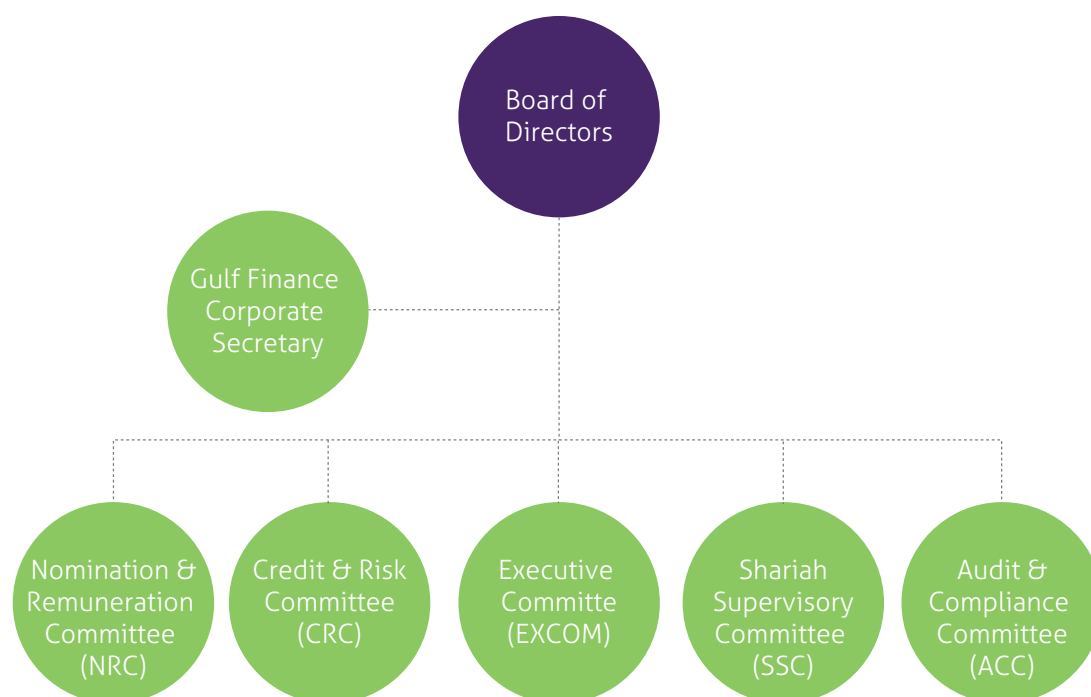 Board of
Directors
Gulf Finance
Corporate
Secretary
Nomination &
Remuneration
Committee
(NRC)
Credit & Risk
Committee
(CRC)
Executive
Committe
(EXCOM)
Shariah
Supervisory
Committee
(SSC)
Audit &
Compliance
Committee
(ACC)